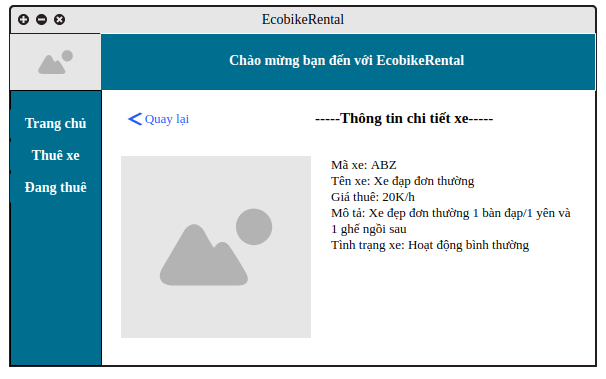 EcobikeRental
Chào mừng bạn đến với EcobikeRental
Trang chủ
Thuê xe
Đang thuê
Quay lại
-----Thông tin chi tiết xe-----
Mã xe: ABZ
Tên xe: Xe đạp đơn thường
Giá thuê: 20K/h
Mô tả: Xe đẹp đơn thường 1 bàn đạp/1 yên và
1 ghế ngồi sau
Tình trạng xe: Hoạt động bình thường